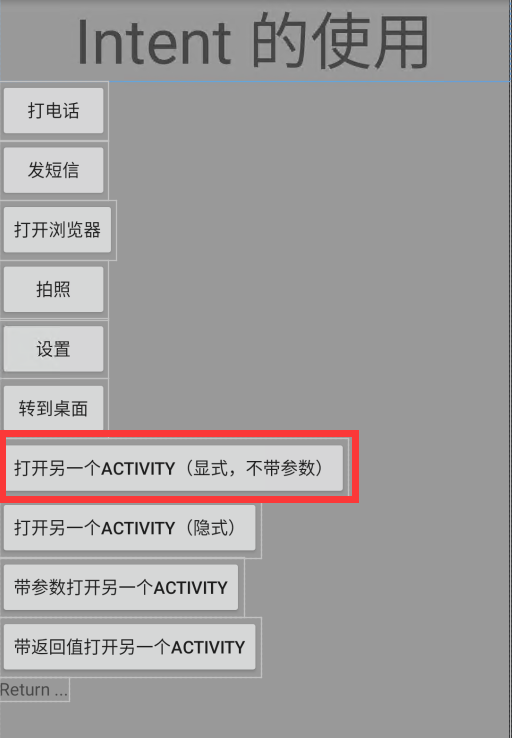 Intent 的使用
打电话
发短信
打开浏览器
拍照
设置
转到桌面
打开另一个ACTIVITY（显式，不带参数）
打开另一个ACTIVITY（隐式）
带参数打开另一个ACTIVITY
带返回值打开另一个ACTIVITY
Return ...